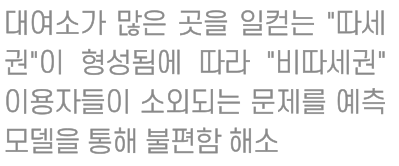 대여소가 많은 곳을 일컫는 "따세
권"이 형성됨에 따라 "비따세권"
이용자들이 소외되는 문제를 예측
모델을 통해 불편함 해소